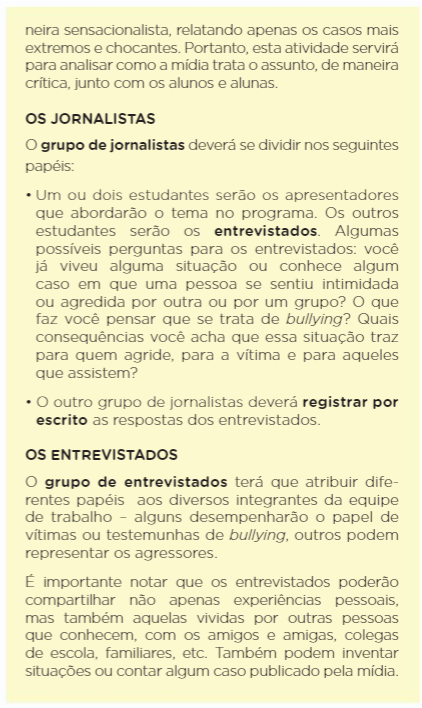 neira sensacionalista, relatando apenas os casos mais
extremos e chocantes. Portanto, esta atividade servirá
para analisar como a mídia trata o assunto, de maneira
crítica, junto com os alunos e alunas.
OS JORNALISTAS
O grupo de jornalistas deverá se dividir nos seguintes
papéis:
• Um ou dois estudantes serão os apresentadores
que abordarão o tema no programa. Os outros
estudantes serão os entrevistados. Algumas
possíveis perguntas para os entrevistados: você
já viveu alguma situação ou conhece algum
caso em que uma pessoa se sentiu intimidada
ou agredida por outra ou por um grupo? O que
faz você pensar que se trata de bullying? Quais
consequências você acha que essa situação traz
para quem agride, para a vítima e para aqueles
que assistem?
• O outro grupo de jornalistas deverá registrar por
escrito as respostas dos entrevistados.
OS ENTREVISTADOS
O grupo de entrevistados terá que atribuir dife-
rentes papéis aos diversos integrantes da equipe
de trabalho – alguns desempenharão o papel de
vítimas ou testemunhas de bullying, outros podem
representar os agressores.
É importante notar que os entrevistados poderão
compartilhar não apenas experiências pessoais,
mas também aquelas vividas por outras pessoas
que conhecem, com os amigos e amigas, colegas
de escola, familiares, etc. Também podem inventar
situações ou contar algum caso publicado pela mídia.